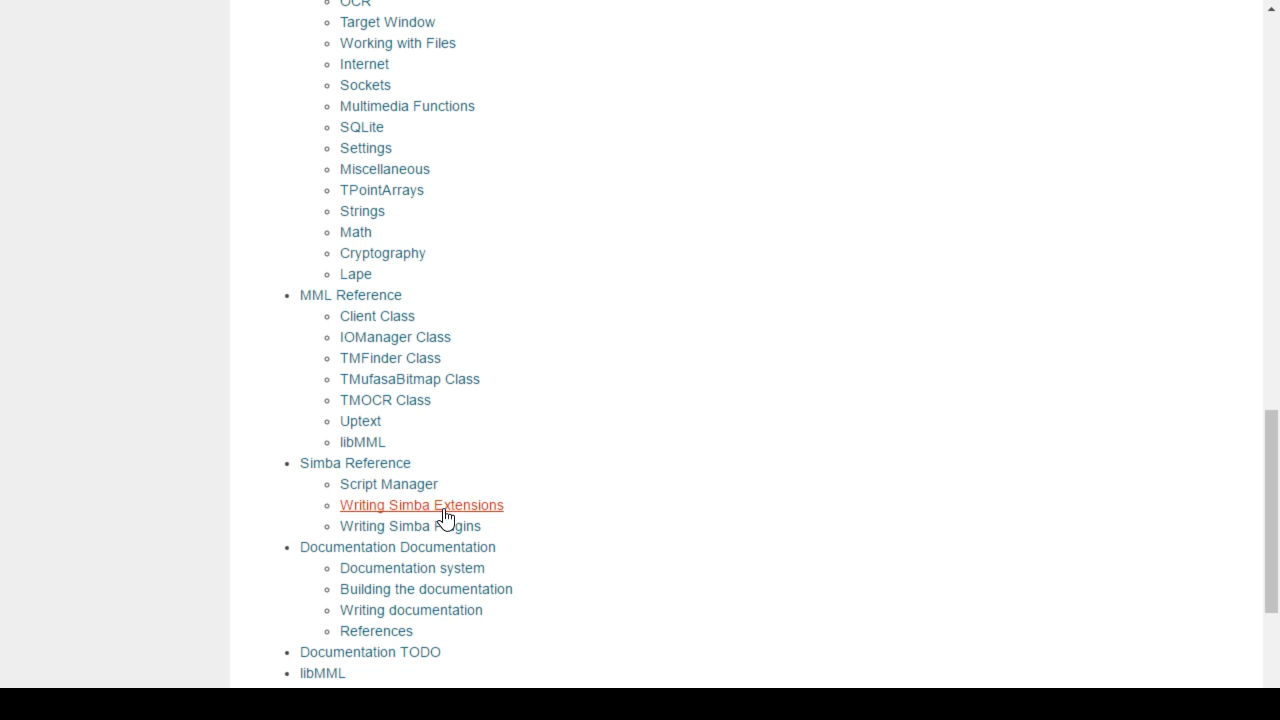 OCR
Target Window
Working with Files
Internet
Sockets
Multimedia Functions
SQLite
Settings
Miscellaneous
TPointArrays
Strings
Math
Cryptography
Lape
MML Reference
Client Class
IOManager Class
TMFinder Class
TMufasaBitmap Class
TMOCR Class
Uptext
libMML
Simba Reference
Script Manager
Writing Simba Extensions
Writing Simba Plugins
Documentation Documentation
Documentation system
Building the documentation
Writing documentation
References
Documentation TODO
libMML